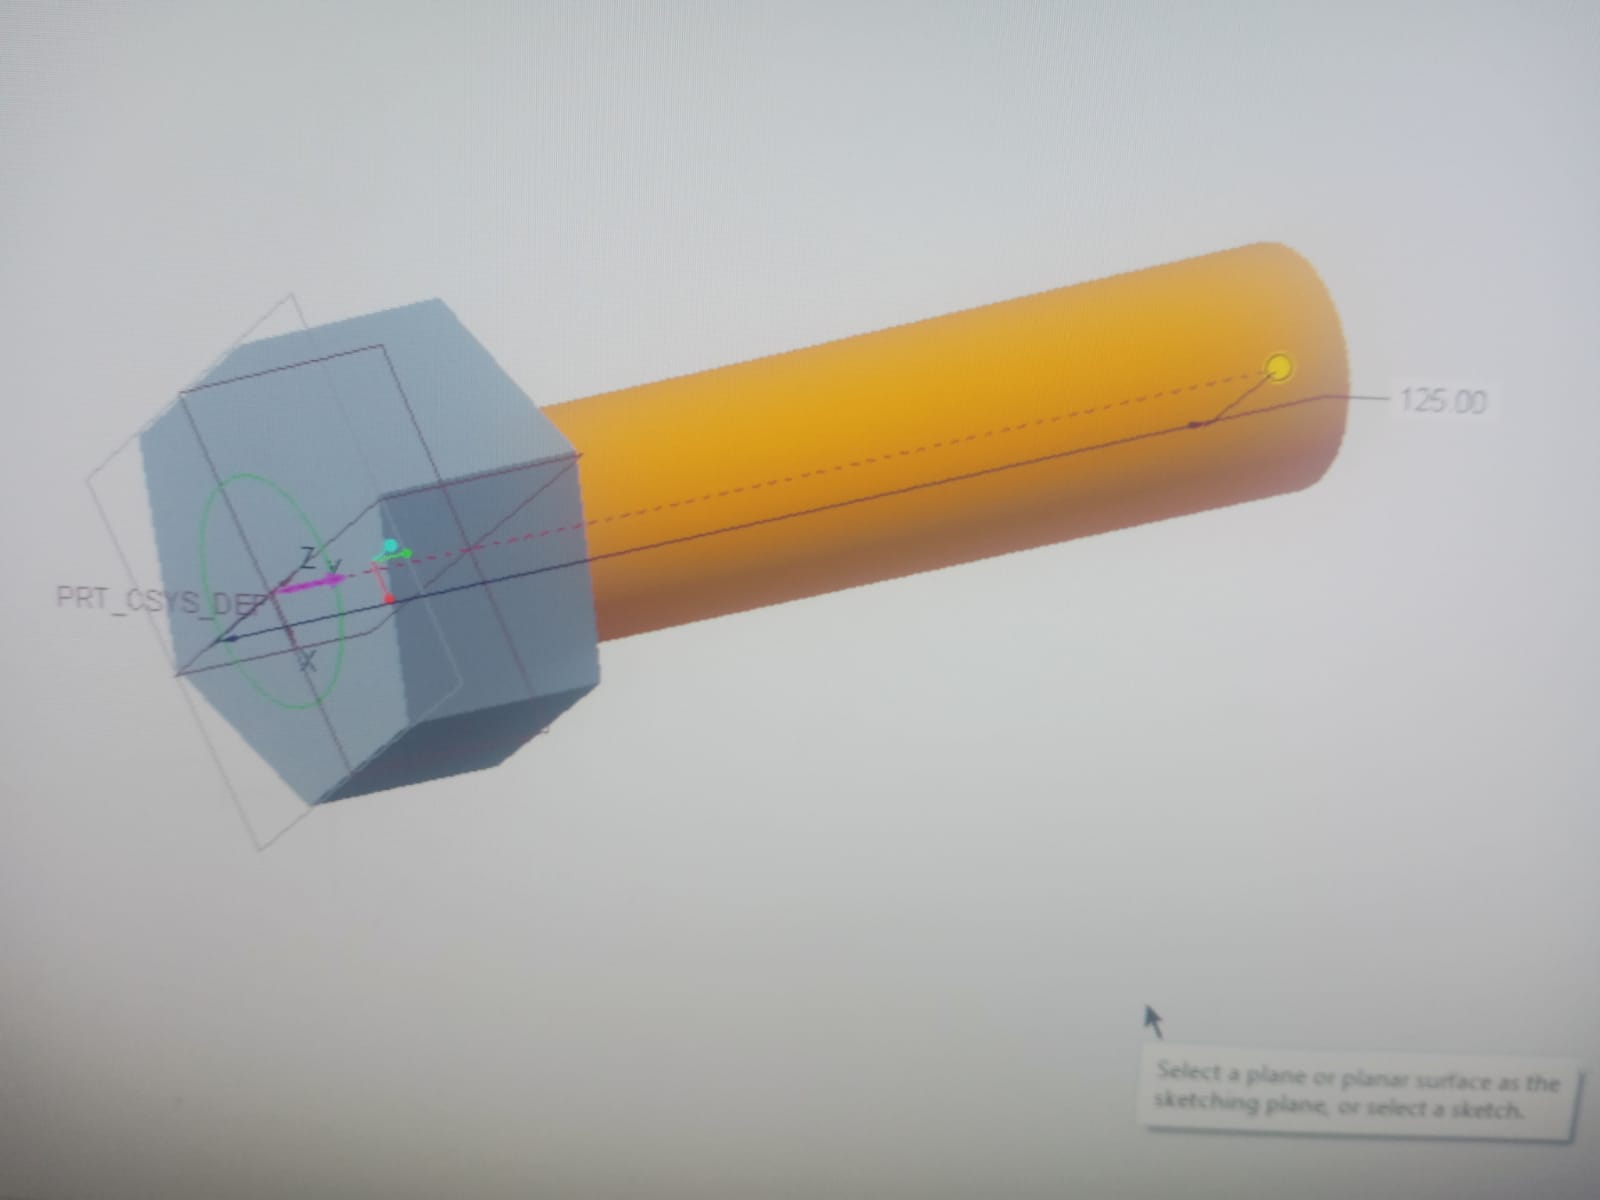 125.00
Z
Y
PRT_CSYS_DEF
X
Select a plane or planar surface as the
sketching plane, or select a sketch.